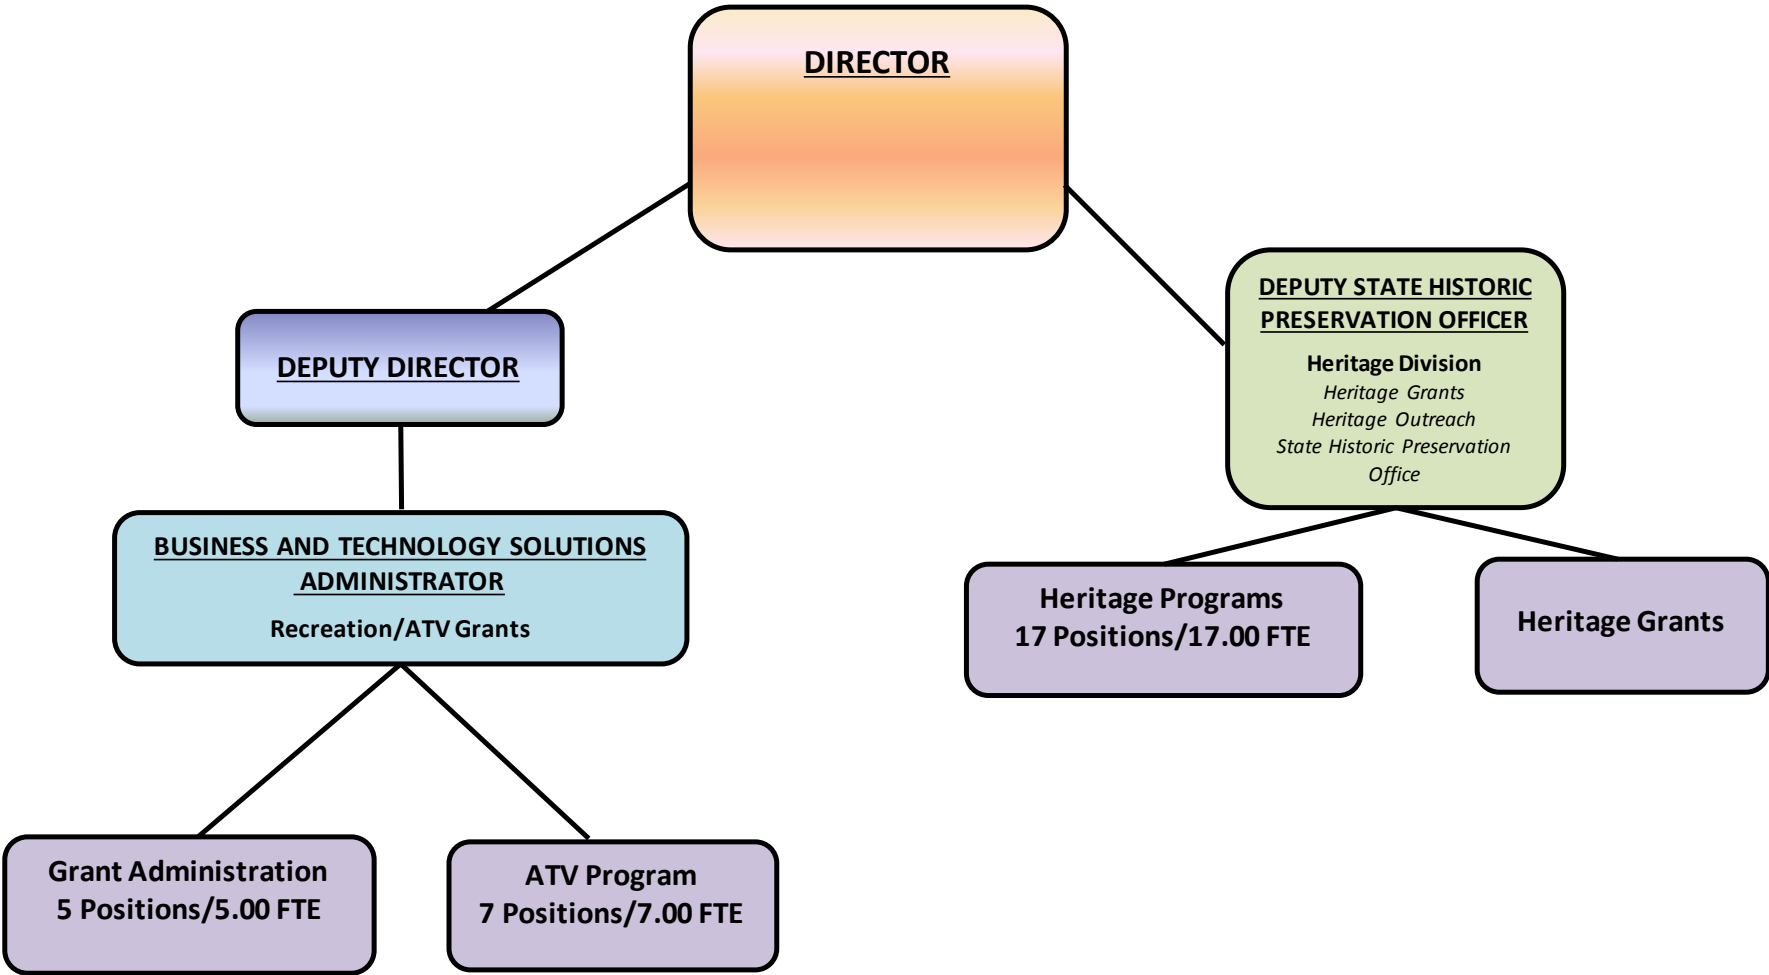 DIRECTOR
DEPUTY DIRECTOR
DEPUTY STATE HISTORIC
PRESERVATION OFFICER
Heritage Division
Heritage Grants
Heritage Outreach
State Historic Preservation
Office
BUSINESS AND TECHNOLOGY SOLUTIONS
ADMINISTRATOR
Recreation/ATV Grants
Heritage Programs
17 Positions/17.00 FTE
Heritage Grants
Grant Administration
5 Positions/5.00 FTE
ATV Program
7 Positions/7.00 FTE